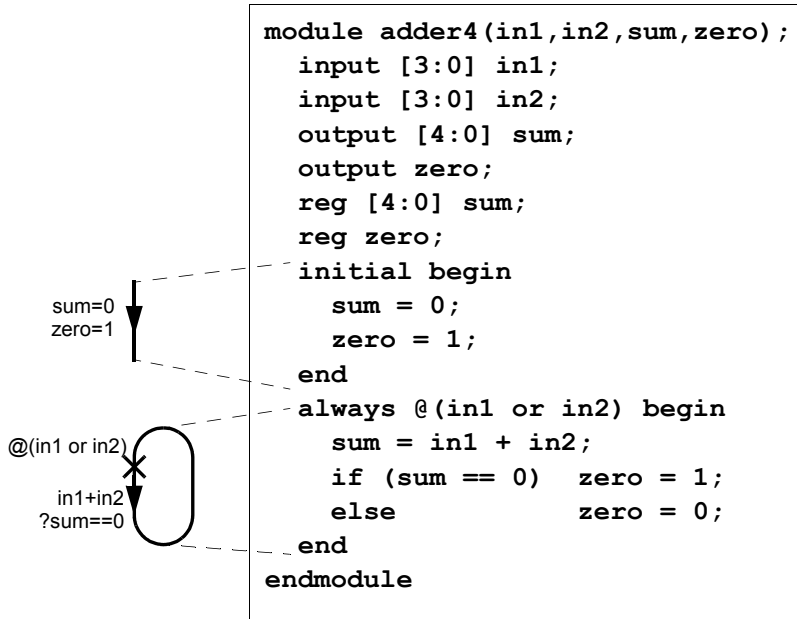 module adder4(in1,in2,sum,zero);
input [3:0] in1;
input [3:0] in2;
output [4:0] sum;
output zero;
reg [4:0] sum;
reg zero;
initial begin
sum = 0;
zero = 1;
end
always @(in1 or in2) begin
sum = in1 + in2;
if (sum == 0)  zero = 1;
else           zero = 0;
end
endmodule
sum=0
zero=1
@(in1 or in2)
in1+in2
?sum==0